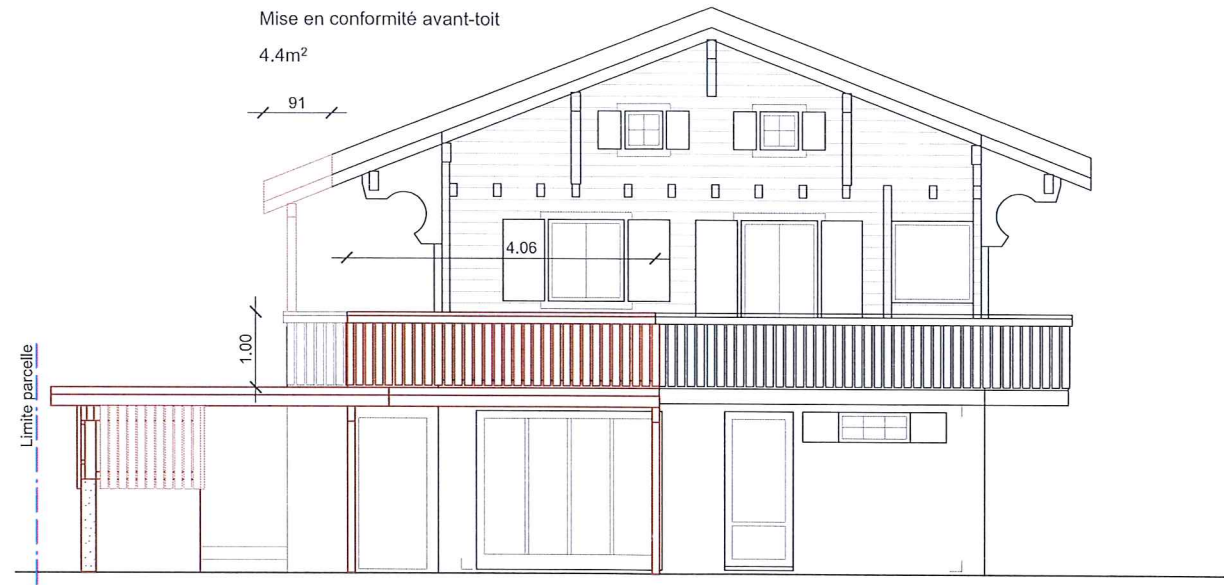 Mise en conformité avant-toit
4.4m²
91
4.06
1.00
Limite parcelle